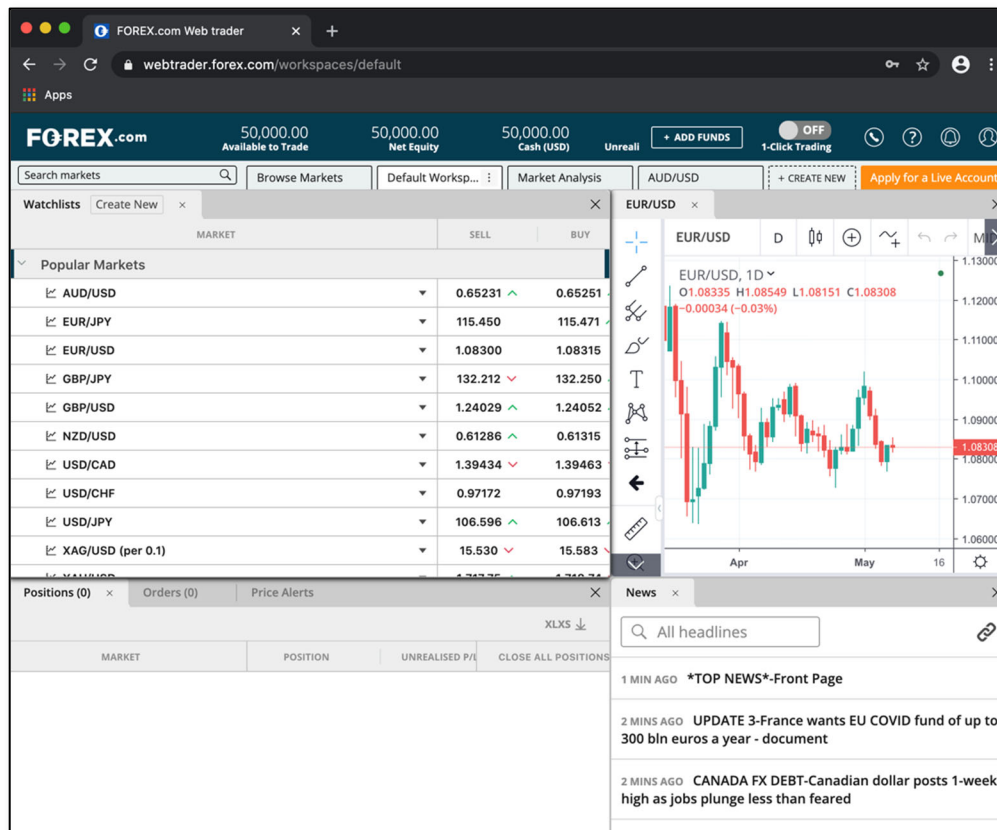 FOREX.com Web trader
webtrader.forex.com/workspaces/default
Apps
FOREX.com
50,000.00
Available to Trade
50,000.00
Net Equity
50,000.00
Cash (USD)
Unreali
+ ADD FUNDS
OFF
1-Click Trading
Search markets
Browse Markets
Default Worksp...
Market Analysis
AUD/USD
+ CREATE NEW
Apply for a Live Account
Watchlists Create New
MARKET SELL BUY
Popular Markets
AUD/USD 0.65231 0.65251
EUR/JPY 115.450 115.471
EUR/USD 1.08300 1.08315
GBP/JPY 132.212 132.250
GBP/USD 1.24029 1.24052
NZD/USD 0.61286 0.61315
USD/CAD 1.39434 1.39463
USD/CHF 0.97172 0.97193
USD/JPY 106.596 106.613
XAG/USD (per 0.1) 15.530 15.583
EUR/USD
EUR/USD D MID
EUR/USD, 1D
O1.08335 H1.08549 L1.08151 C1.08308
−0.00034 (−0.03%)
1.13000
1.12000
1.11000
1.10000
1.09000
1.08308
1.08000
1.07000
1.06000
Apr May 16
Positions (0) Orders (0) Price Alerts
XLXS
MARKET POSITION UNREALISED P/L CLOSE ALL POSITIONS
News
All headlines
1 MIN AGO *TOP NEWS*-Front Page
2 MINS AGO UPDATE 3-France wants EU COVID fund of up to
300 bln euros a year - document
2 MINS AGO CANADA FX DEBT-Canadian dollar posts 1-week
high as jobs plunge less than feared